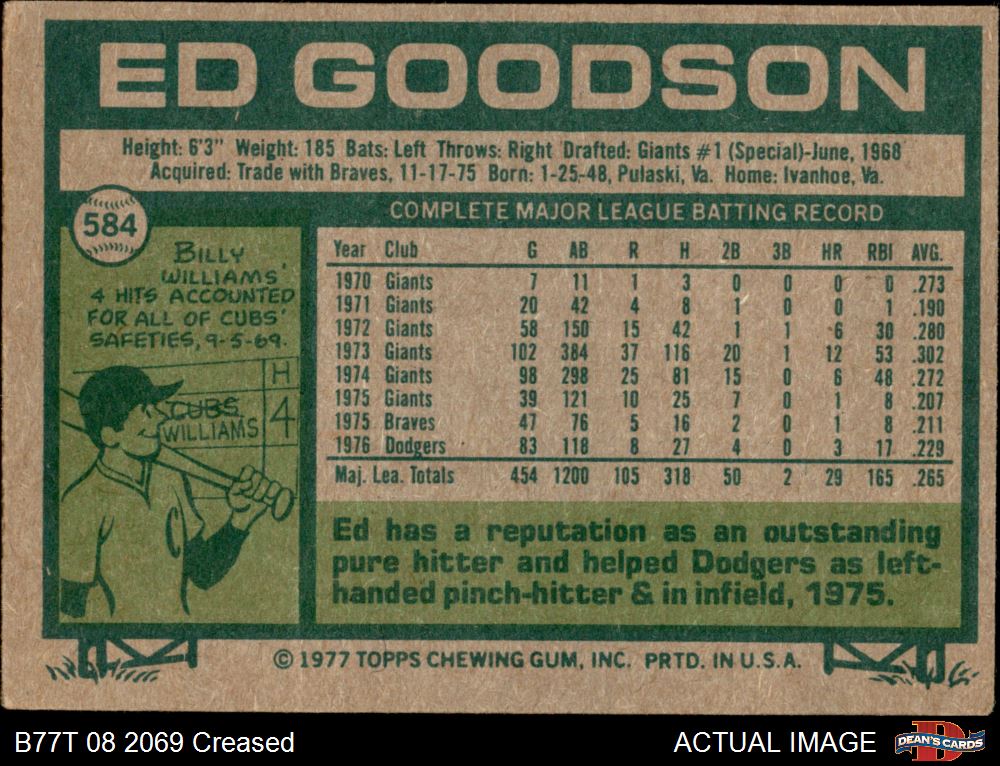 ED GOODSON
Height: 6'3" Weight: 185 Bats: Left Throws: Right Drafted: Giants #1 (Special)-June, 1968
Acquired: Trade with Braves, 11-17-75 Born: 1-25-48, Pulaski, Va. Home: Ivanhoe, Va.
584
BILLY
WILLIAMS'
4 HITS ACCOUNTED
FOR ALL OF CUBS'
SAFETIES, 9-5-69.
H
CUBS
WILLIAMS 4
C
COMPLETE MAJOR LEAGUE BATTING RECORD
Year Club G AB R H 2B 3B HR RBI AVG.
1970 Giants 7 11 1 3 0 0 0 0 .273
1971 Giants 20 42 4 8 1 0 0 1 .190
1972 Giants 58 150 15 42 1 1 6 30 .280
1973 Giants 102 384 37 116 20 1 12 53 .302
1974 Giants 98 298 25 81 15 0 6 48 .272
1975 Giants 39 121 10 25 7 0 1 8 .207
1975 Braves 47 76 5 16 2 0 1 8 .211
1976 Dodgers 83 118 8 27 4 0 3 17 .229
Maj. Lea. Totals 454 1200 105 318 50 2 29 165 .265
Ed has a reputation as an outstanding
pure hitter and helped Dodgers as left-
handed pinch-hitter & in infield, 1975.
© 1977 TOPPS CHEWING GUM, INC. PRTD. IN U.S.A.
B77T 08 2069 Creased
ACTUAL IMAGE
D
DEAN'S CARDS